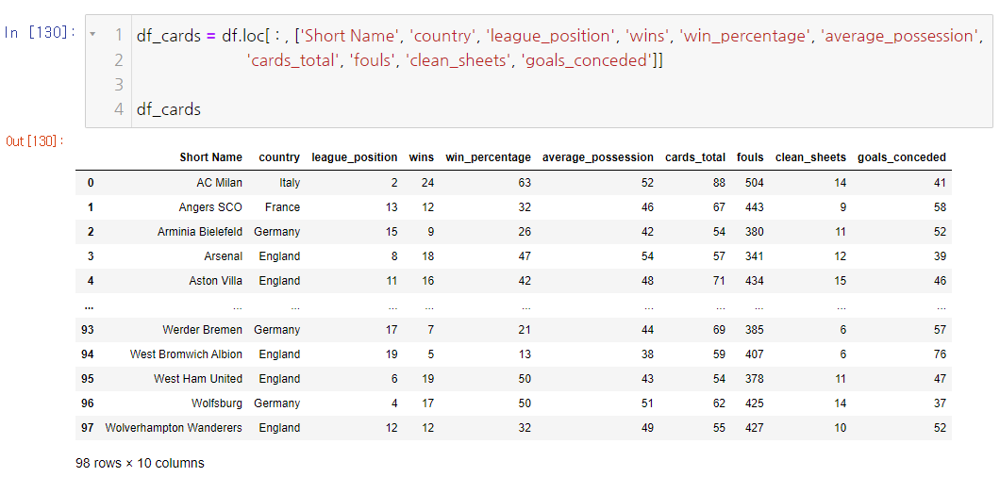 In [130]:
1 df_cards = df.loc[ : , ['Short Name', 'country', 'league_position', 'wins', 'win_percentage', 'average_possession',
2 'cards_total', 'fouls', 'clean_sheets', 'goals_conceded']]
3
4 df_cards
Out[130]:
Short Name country league_position wins win_percentage average_possession cards_total fouls clean_sheets goals_conceded
0 AC Milan Italy 2 24 63 52 88 504 14 41
1 Angers SCO France 13 12 32 46 67 443 9 58
2 Arminia Bielefeld Germany 15 9 26 42 54 380 11 52
3 Arsenal England 8 18 47 54 57 341 12 39
4 Aston Villa England 11 16 42 48 71 434 15 46
... ... ... ... ... ... ... ... ... ... ...
93 Werder Bremen Germany 17 7 21 44 69 385 6 57
94 West Bromwich Albion England 19 5 13 38 59 407 6 76
95 West Ham United England 6 19 50 43 54 378 11 47
96 Wolfsburg Germany 4 17 50 51 62 425 14 37
97 Wolverhampton Wanderers England 12 12 32 49 55 427 10 52
98 rows × 10 columns